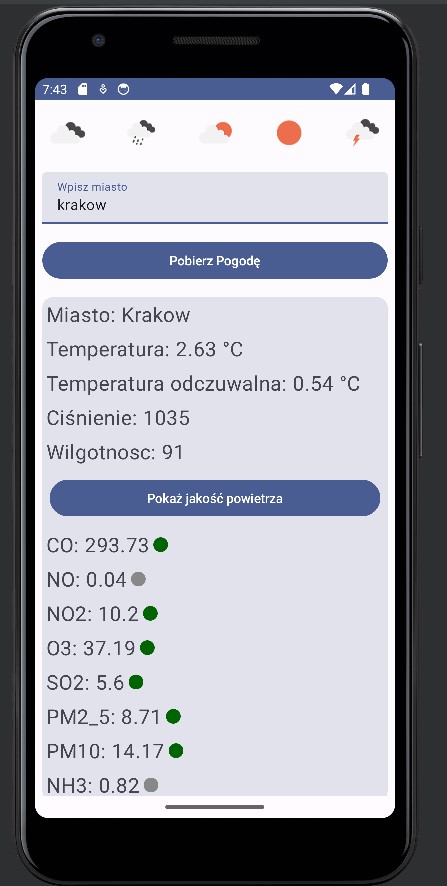 7:43
Wpisz miasto
krakow
Pobierz Pogodę
Miasto: Krakow
Temperatura: 2.63 °C
Temperatura odczuwalna: 0.54 °C
Ciśnienie: 1035
Wilgotnosc: 91
Pokaż jakość powietrza
CO: 293.73
NO: 0.04
NO2: 10.2
O3: 37.19
SO2: 5.6
PM2_5: 8.71
PM10: 14.17
NH3: 0.82